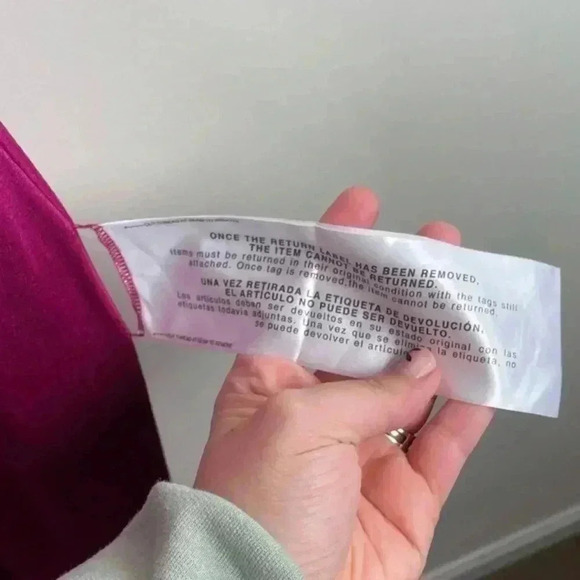 ONCE THE RETURN LABEL HAS BEEN REMOVED,
THE ITEM CANNOT BE RETURNED.
Items must be returned in their original condition with the tags still
attached. Once tag is removed,the item cannot be returned.
UNA VEZ RETIRADA LA ETIQUETA DE DEVOLUCIÓN,
EL ARTÍCULO NO PUEDE SER DEVUELTO.
Los artículos deben ser devueltos en su estado original con las
etiquetas todavía adjuntas. Una vez que se elimine la etiqueta, no
se puede devolver el artículo